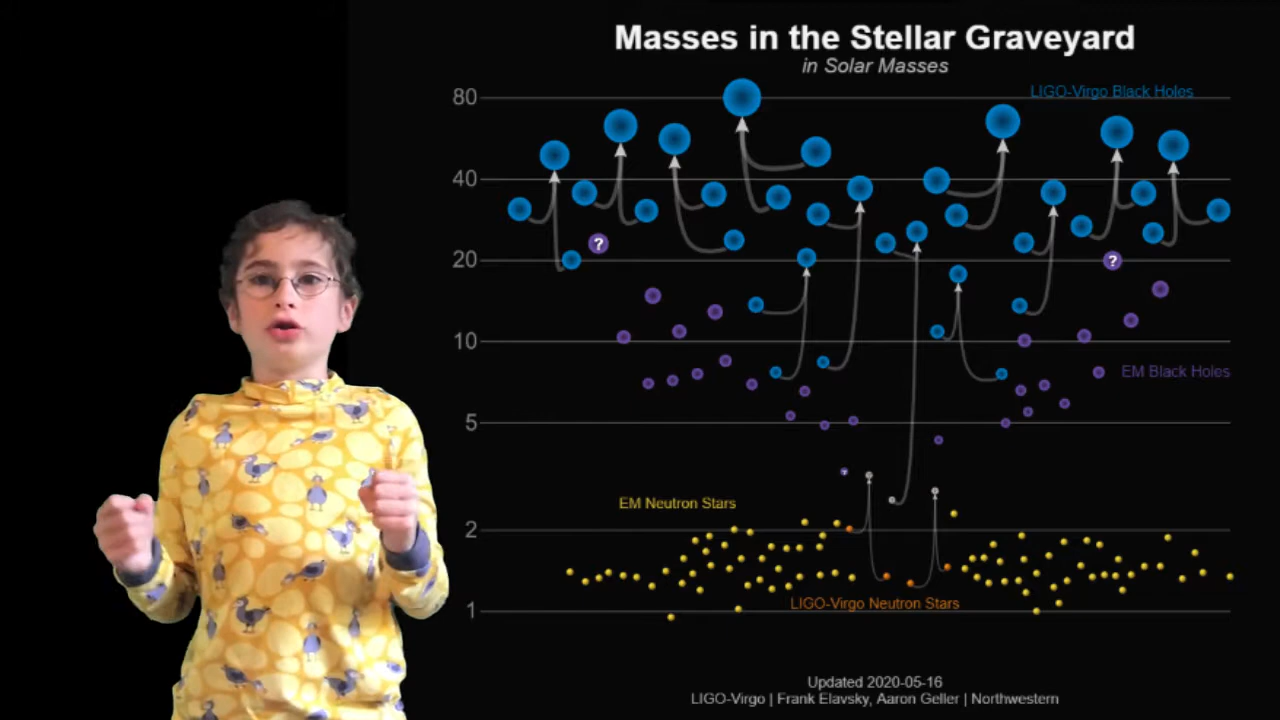 Masses in the Stellar Graveyard
in Solar Masses
LIGO-Virgo Black Holes
80
40
?
?
20
10
EM Black Holes
5
EM Neutron Stars
2
LIGO-Virgo Neutron Stars
1
Updated 2020-05-16
LIGO-Virgo | Frank Elavsky, Aaron Geller | Northwestern